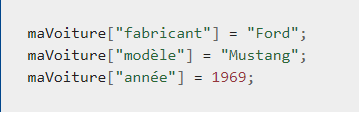 maVoiture["fabricant"] = "Ford";
maVoiture["modèle"] = "Mustang";
maVoiture["année"] = 1969;